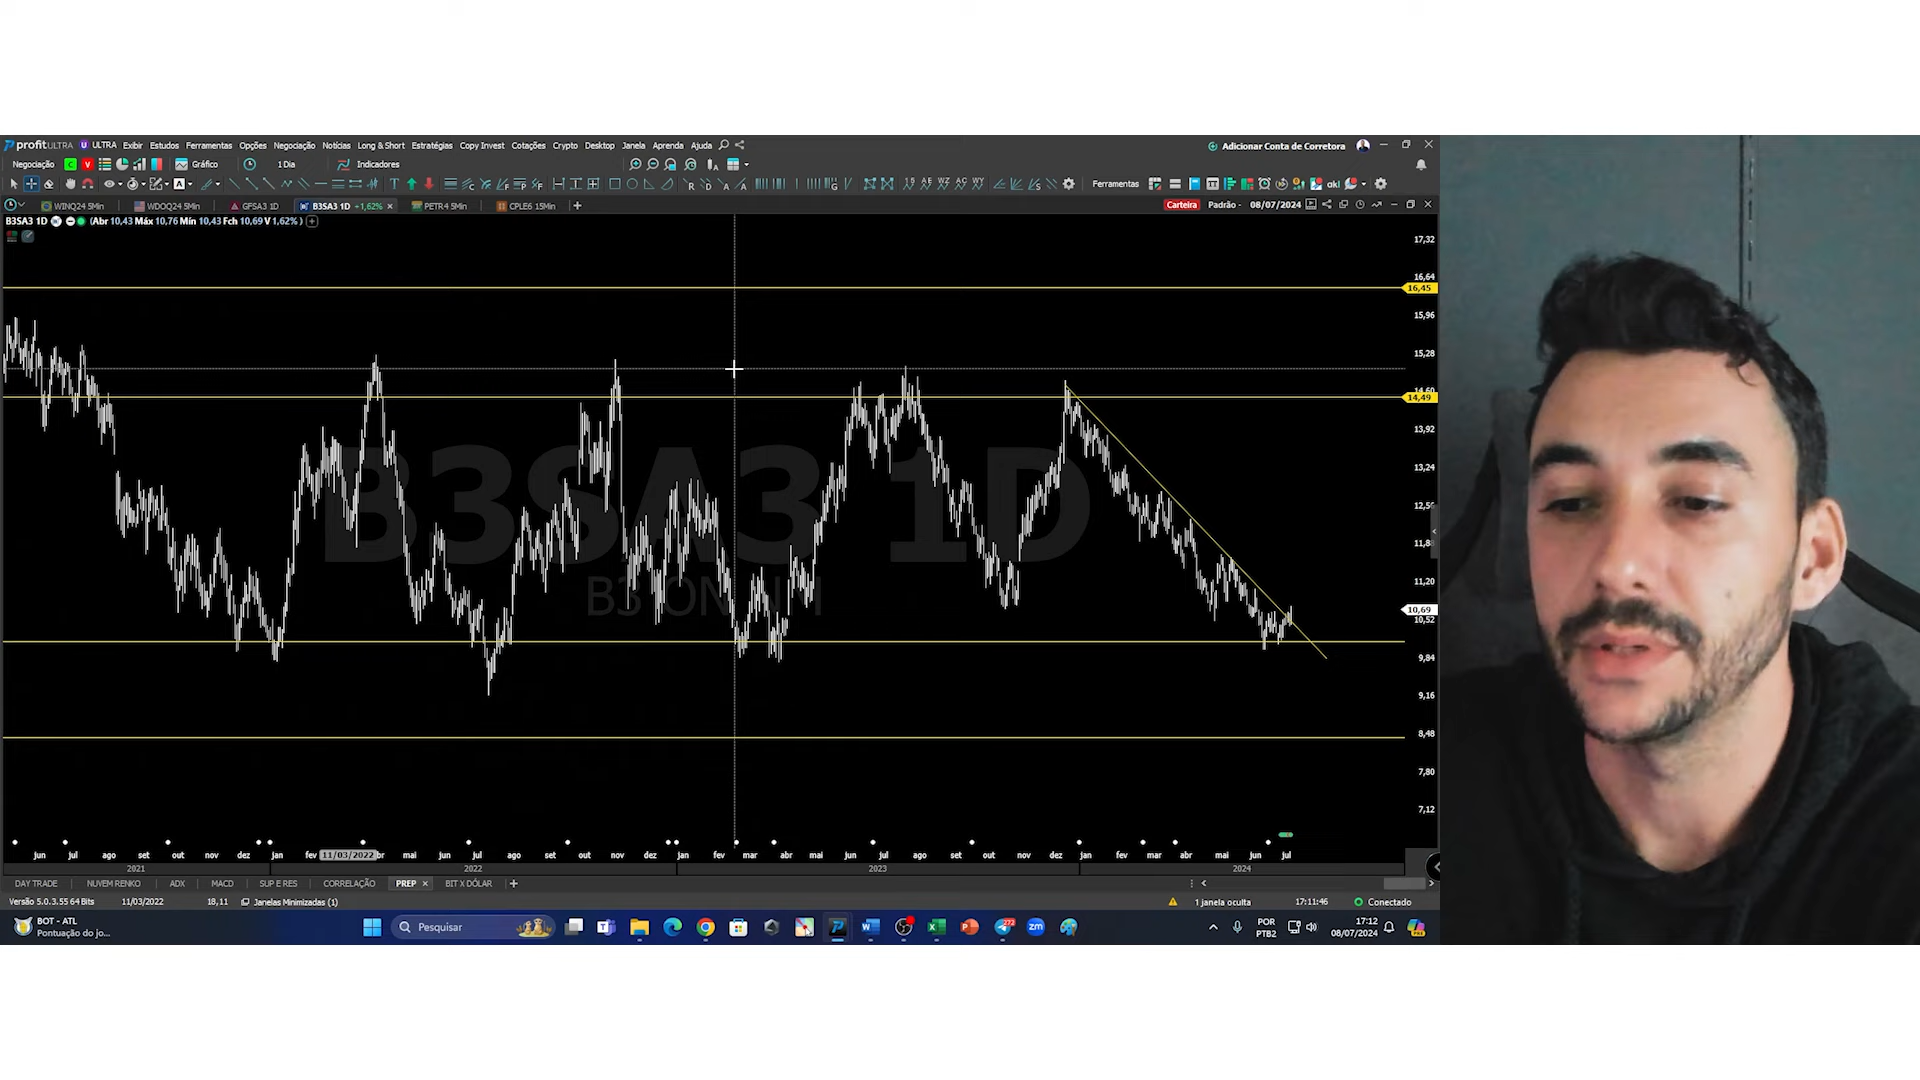 profitULTRA ULTRA Exibir Estudos Ferramentas Opções Negociação Notícias Long & Short Estratégias Copy Invest Cotações Crypto Desktop Janela Aprenda Ajuda Adicionar Conta de Corretora
Negociação C V Gráfico 1 Dia Indicadores
Ferramentas
WINQ24 5Min WDOQ24 5Min GFSA3 1D B3SA3 1D +1,62% PETR4 5Min CPLE6 15Min Carteira Padrão - 08/07/2024
B3SA3 1D (Abr 10,43 Máx 10,76 Mín 10,43 Fch 10,69 V 1,62%)
17,32
16,64
16,45
15,96
15,28
14,60
14,49
13,92
13,24
12,56
11,88
11,20
10,69
10,52
9,84
9,16
8,48
7,80
7,12
B3SA3 1D
B3 ON NM
jun jul ago set out nov dez jan fev 11/03/2022 mai jun jul ago set out nov dez jan fev mar abr mai jun jul ago set out nov dez jan fev mar abr mai jun jul
2021 2022 2023 2024
DAY TRADE NUVEM RENKO ADX MACD SUP E RES CORRELAÇÃO PREP BIT X DÓLAR
Versão 5.0.3.55 64 Bits 11/03/2022 18,11 Janelas Minimizadas (1) 1 janela oculta 17:11:46 Conectado
BOT - ATL
Pontuação do jo...
Pesquisar
POR
PTB2
17:12
08/07/2024